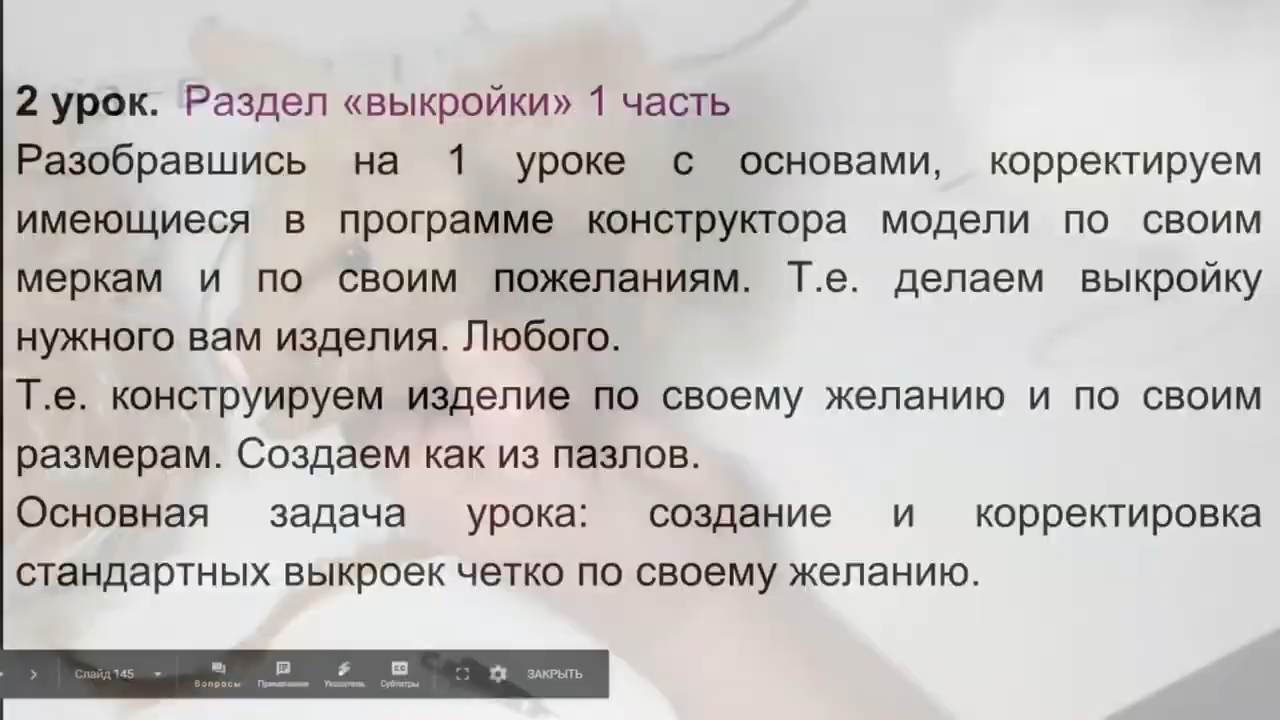 2 урок. Раздел «выкройки» 1 часть
Разобравшись на 1 уроке с основами, корректируем
имеющиеся в программе конструктора модели по своим
меркам и по своим пожеланиям. Т.е. делаем выкройку
нужного вам изделия. Любого.
Т.е. конструируем изделие по своему желанию и по своим
размерам. Создаем как из пазлов.
Основная задача урока: создание и корректировка
стандартных выкроек четко по своему желанию.
Слайд 145 Вопросы Примечания Указатель Субтитры CC ЗАКРЫТЬ